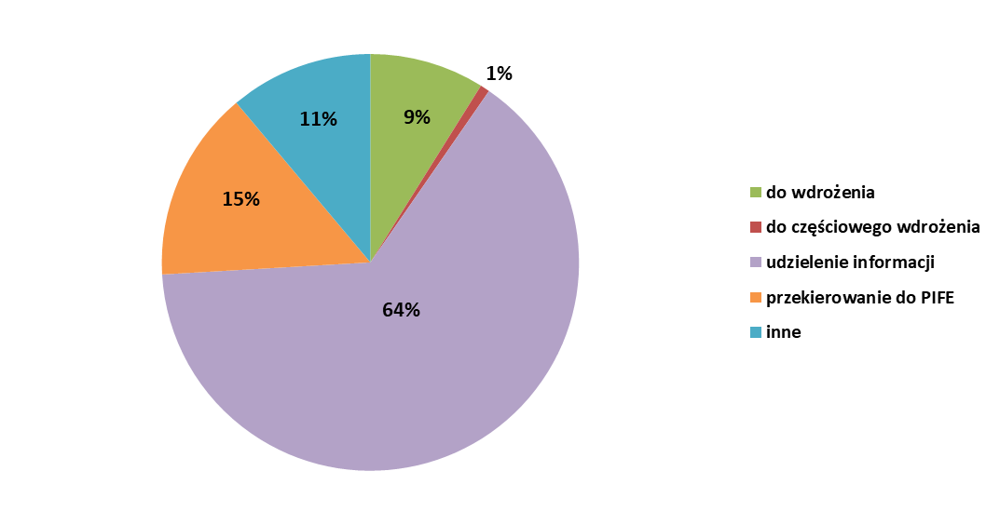 1%
9%
11%
15%
64%
do wdrożenia
do częściowego wdrożenia
udzielenie informacji
przekierowanie do PIFE
inne